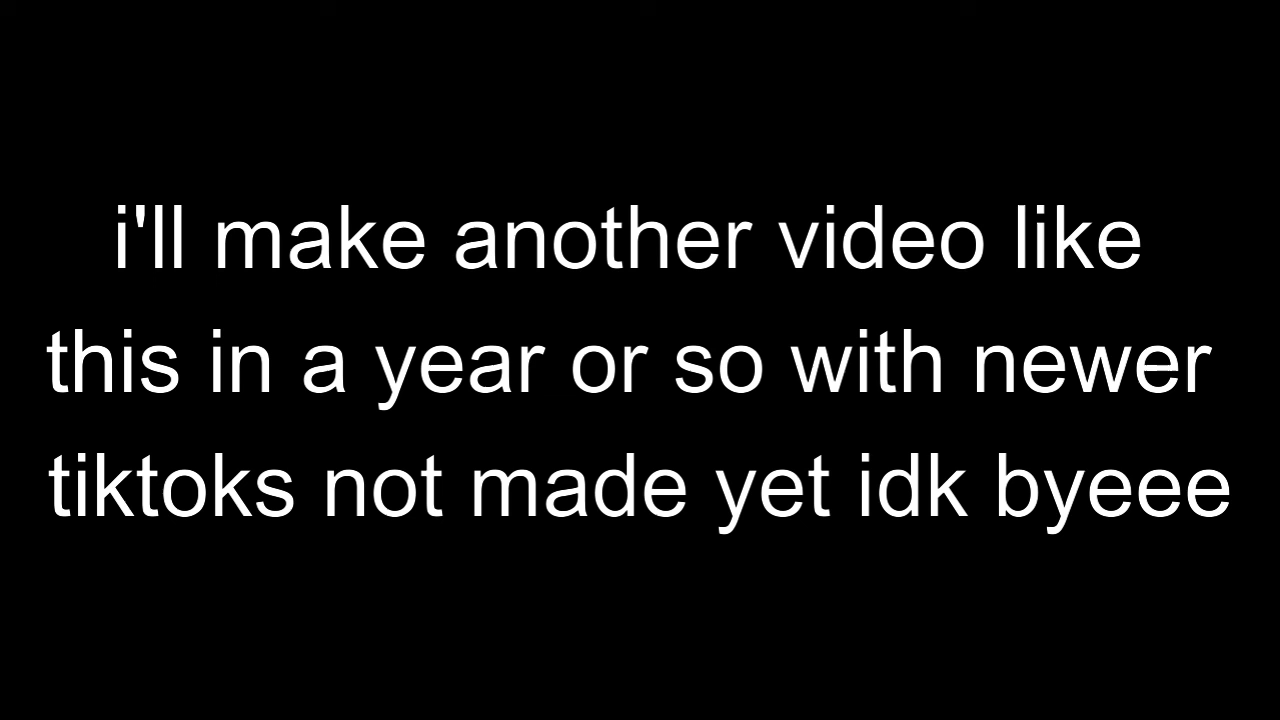 i'll make another video like
this in a year or so with newer
tiktoks not made yet idk byeee